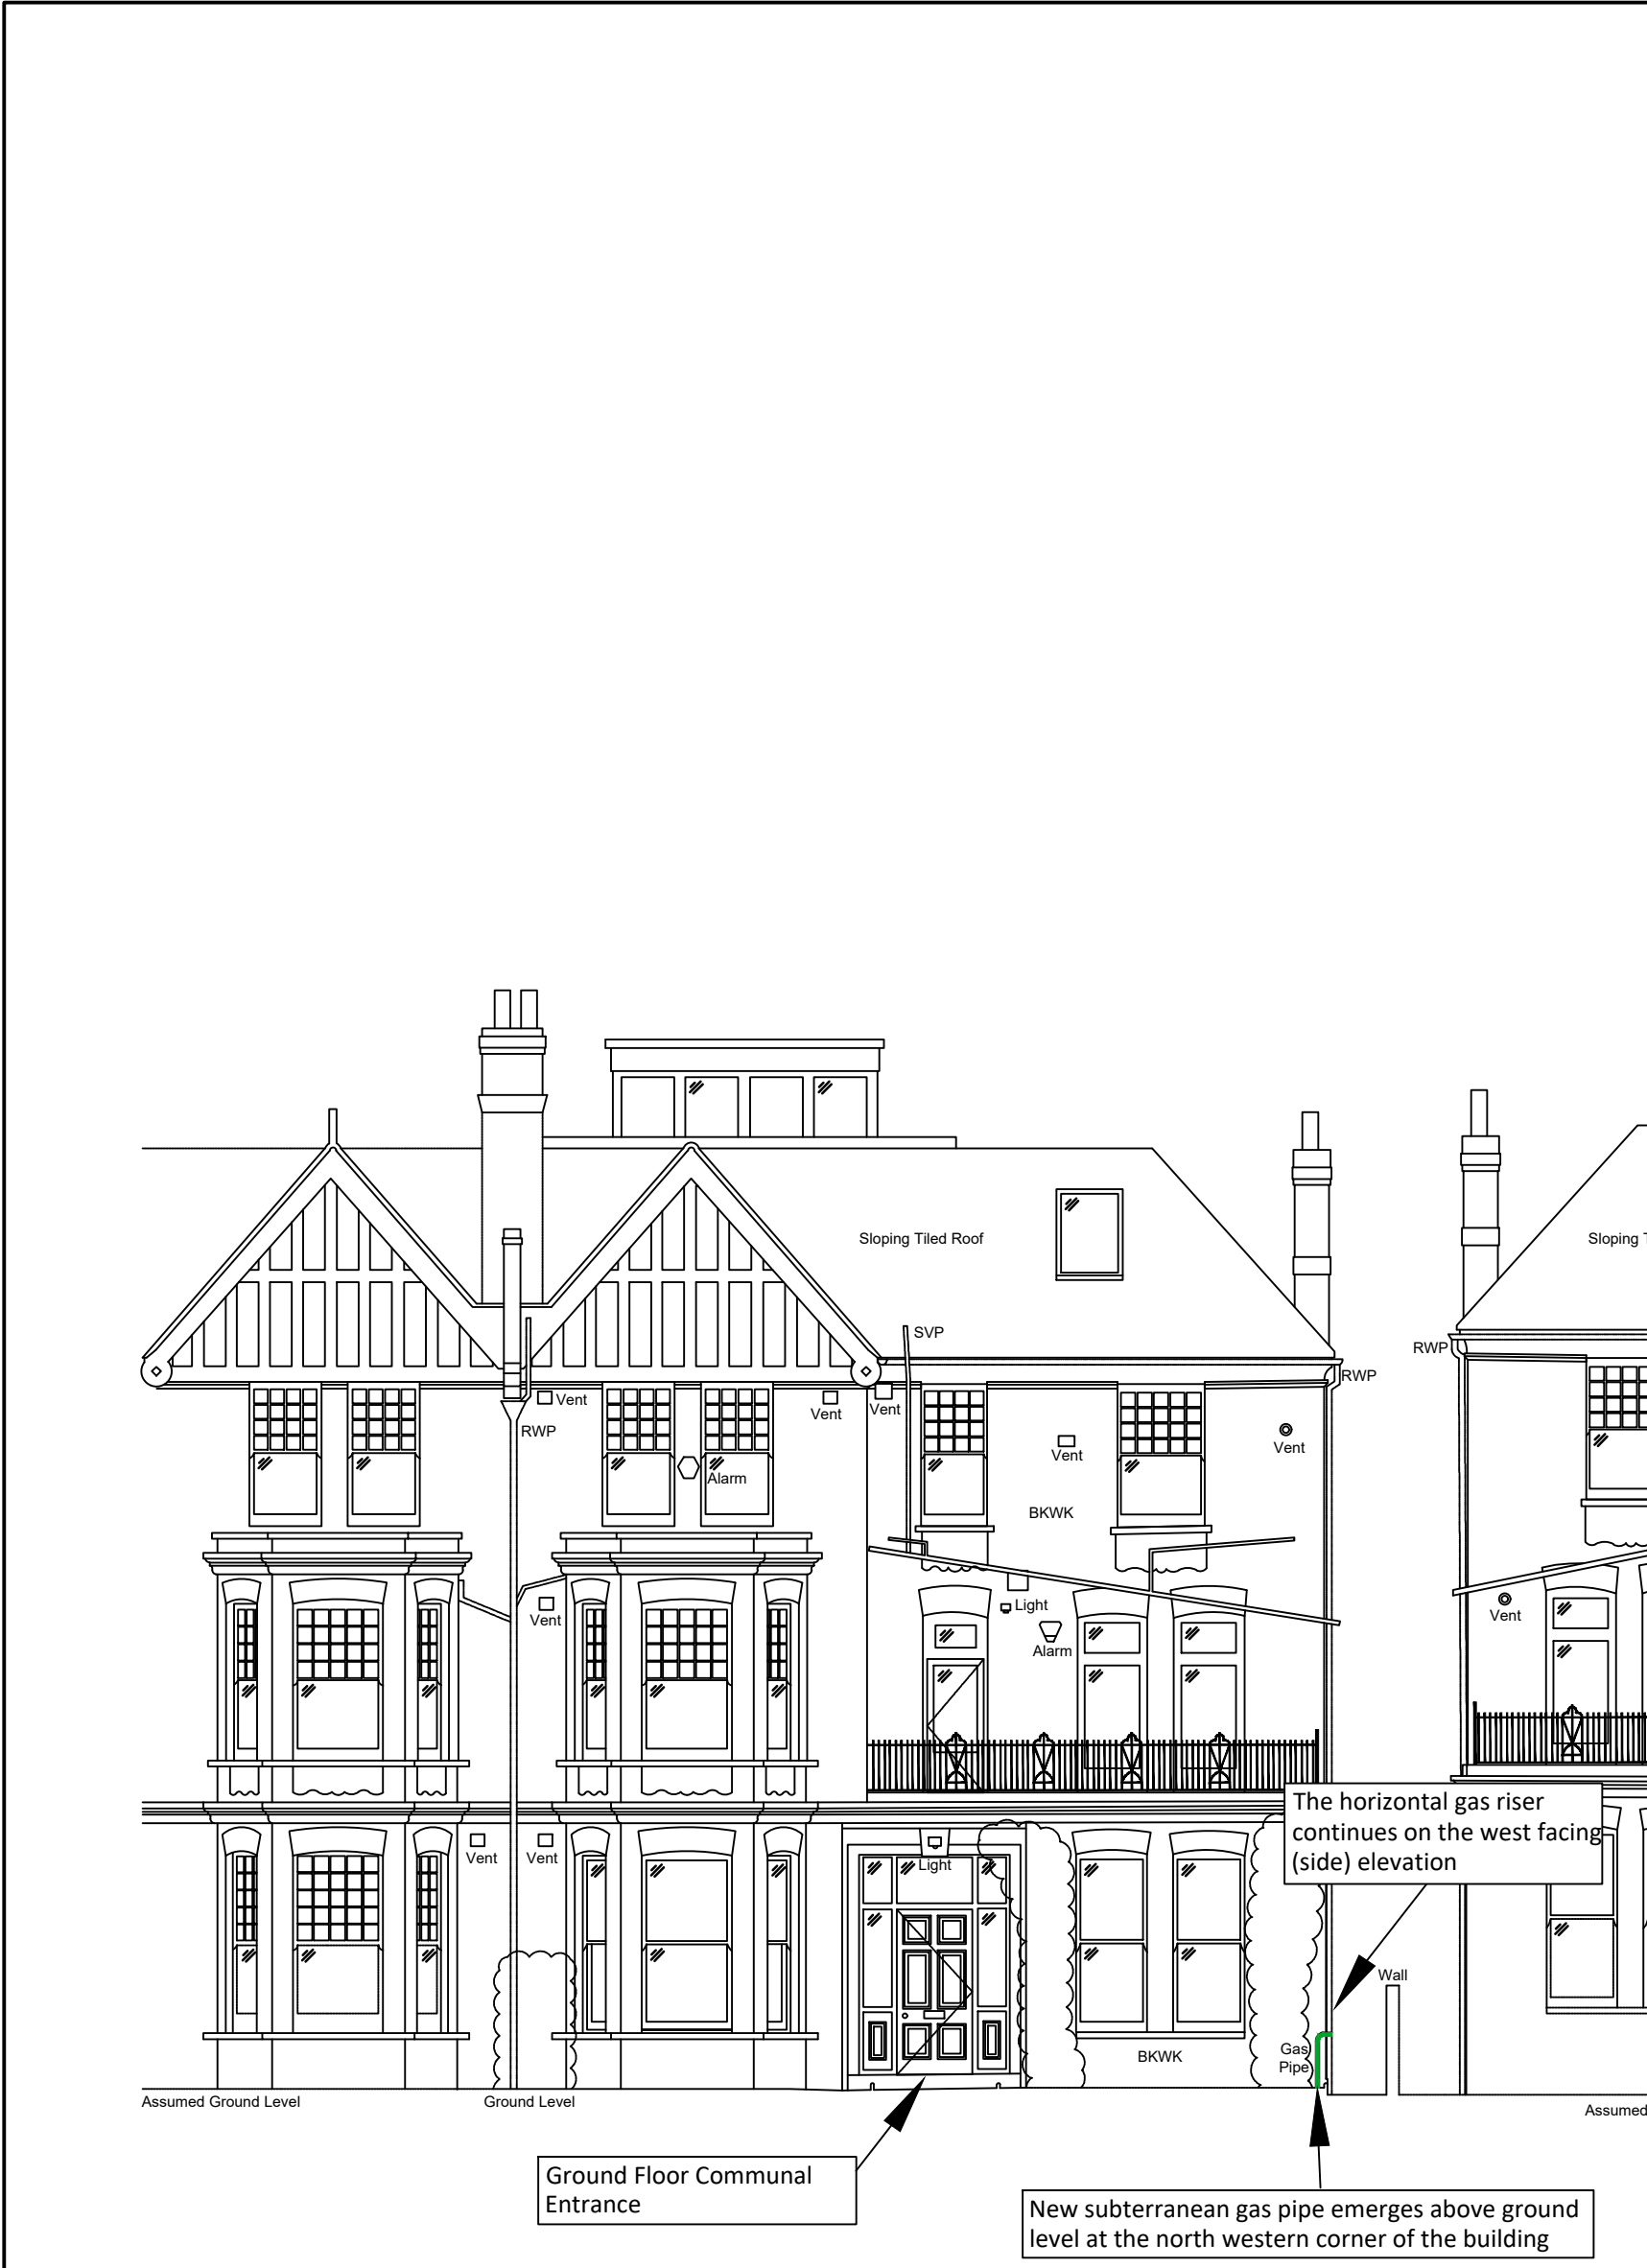 Sloping Tiled Roof
Sloping
SVP
RWP
RWP
Vent
Vent
Vent
RWP
Vent
Vent
Alarm
BKWK
Vent
Light
Vent
Alarm
The horizontal gas riser
continues on the west facing
(side) elevation
Vent
Vent
Light
Wall
Gas
Pipe
BKWK
Assumed Ground Level
Ground Level
Assumed
Ground Floor Communal
Entrance
New subterranean gas pipe emerges above ground
level at the north western corner of the building